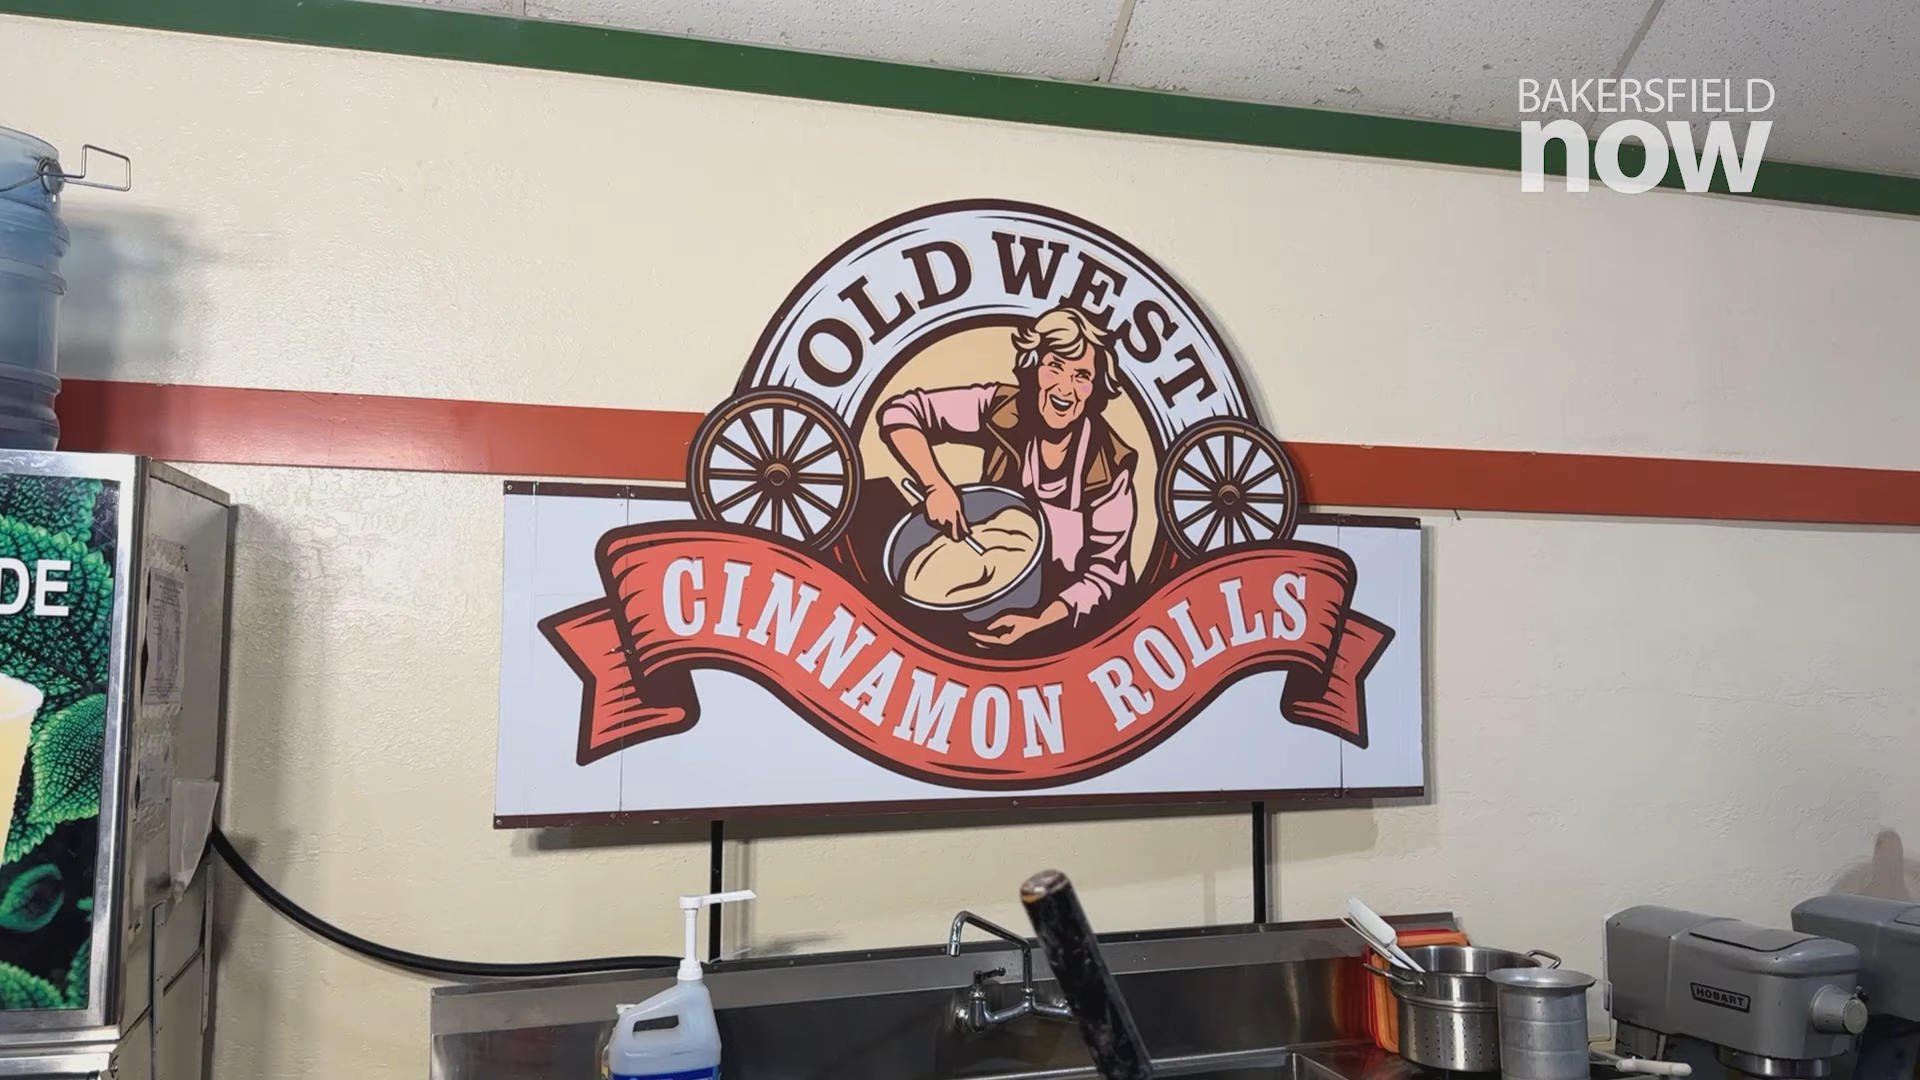 BAKERSFIELD
now
OLD WEST
CINNAMON ROLLS
DE
HOBART